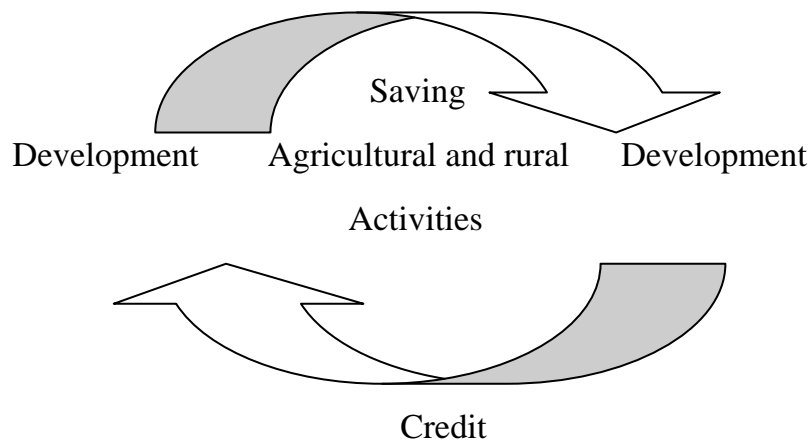 Saving
Development Agricultural and rural Development
Activities
Credit